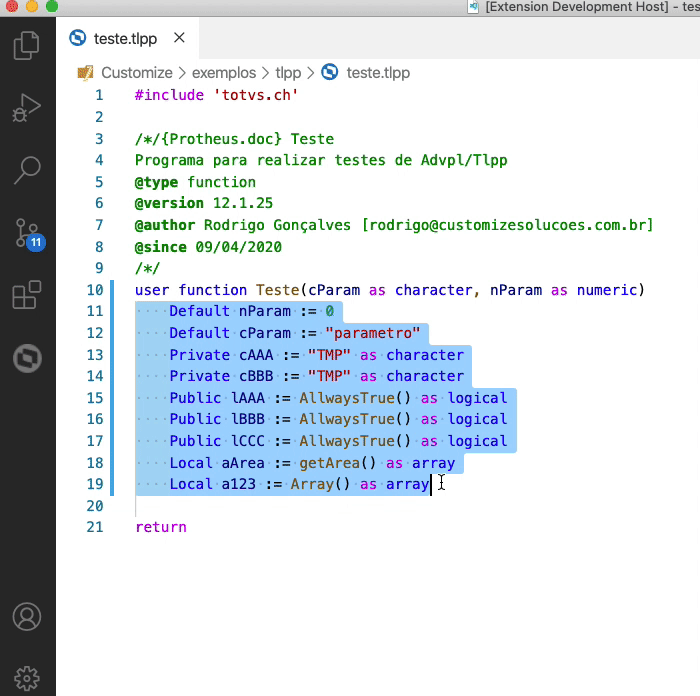 [Extension Development Host] - tes
teste.tlpp
Customize > exemplos > tlpp > teste.tlpp
1 #include 'totvs.ch'
2
3 /*/{Protheus.doc} Teste
4 Programa para realizar testes de Advpl/Tlpp
5 @type function
6 @version 12.1.25
7 @author Rodrigo Gonçalves [rodrigo@customizesolucoes.com.br]
8 @since 09/04/2020
9 /*/
10 user function Teste(cParam as character, nParam as numeric)
11 ····Default nParam := 0
12 ····Default cParam := "parametro"
13 ····Private cAAA := "TMP" as character
14 ····Private cBBB := "TMP" as character
15 ····Public lAAA := AllwaysTrue() as logical
16 ····Public lBBB := AllwaysTrue() as logical
17 ····Public lCCC := AllwaysTrue() as logical
18 ····Local aArea := getArea() as array
19 ····Local a123 := Array() as array
20
21 return
11